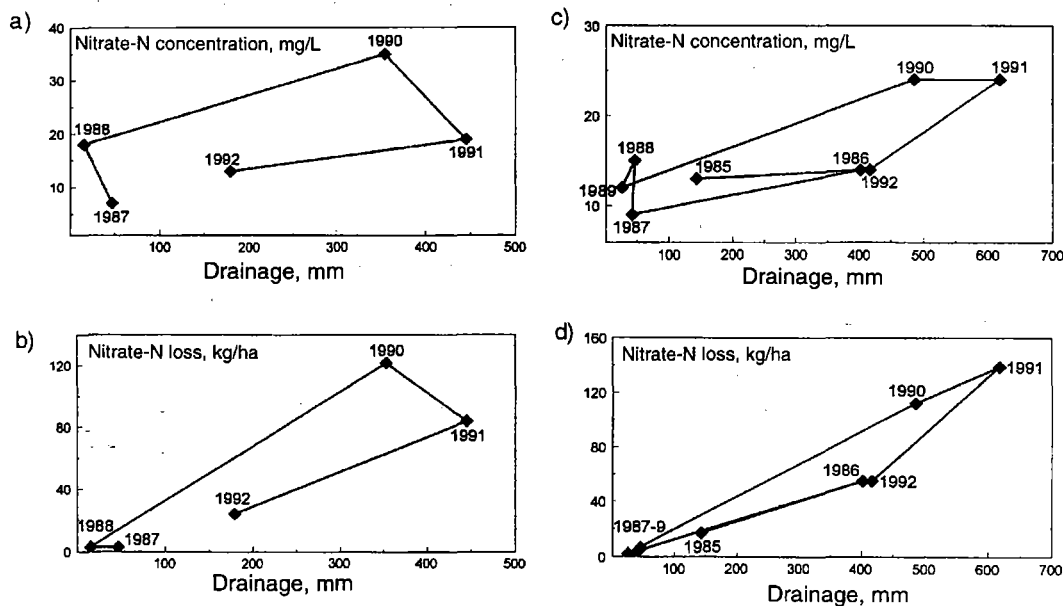 a)
Nitrate-N concentration, mg/L
40
30
20
10
1990
1988
1992
1991
1987
100 200 300 400 500
Drainage, mm
b)
Nitrate-N loss, kg/ha
120
80
40
0
1990
1991
1992
1988
1987
100 200 300 400 500
Drainage, mm
c)
Nitrate-N concentration, mg/L
30
20
10
1990 1991
1988
1985
1986
1989
1992
1987
100 200 300 400 500 600 700
Drainage, mm
d)
Nitrate-N loss, kg/ha
160
120
80
40
0
1991
1990
1986
1992
1987-9
1985
100 200 300 400 500 600 700
Drainage, mm